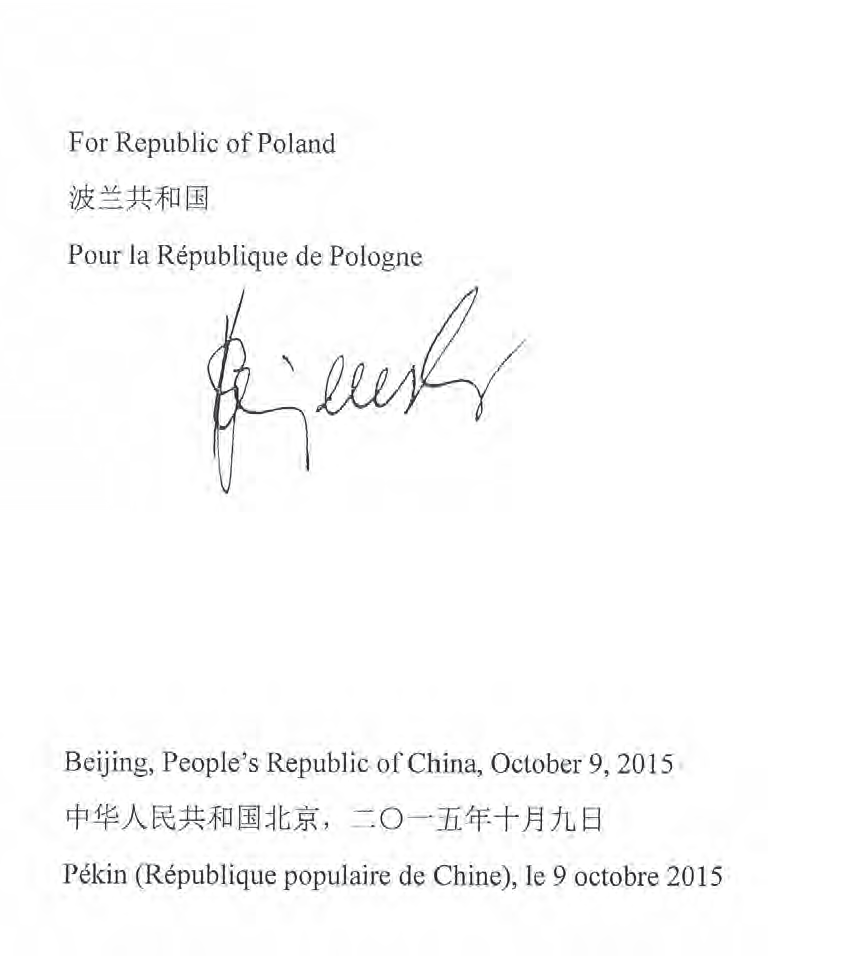 For Republic of Poland
波兰共和国
Pour la République de Pologne
Beijing, People's Republic of China, October 9, 2015
中华人民共和国北京，二〇一五年十月九日
Pékin (République populaire de Chine), le 9 octobre 2015